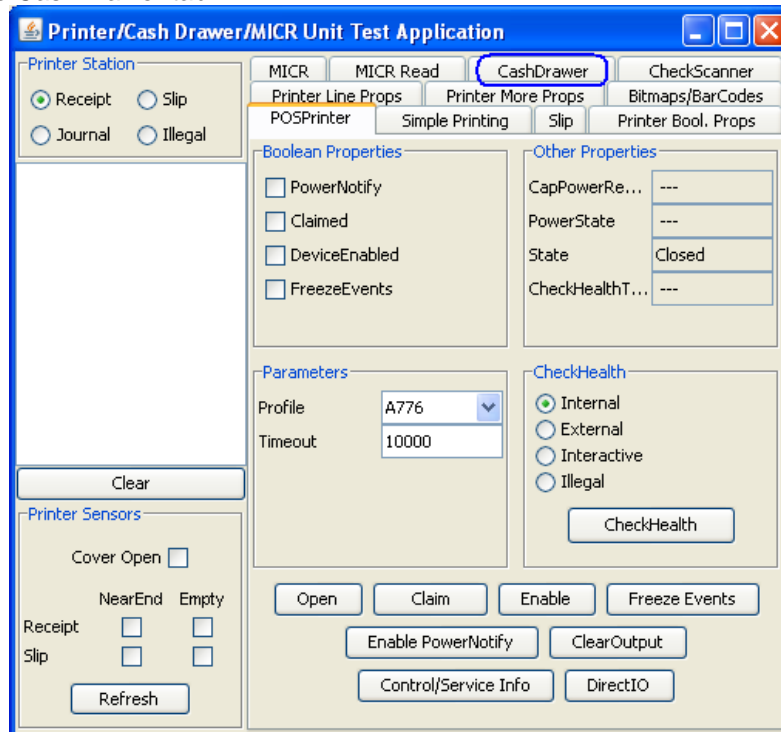 Printer/Cash Drawer/MICR Unit Test Application
Printer Station
Receipt Slip
Journal Illegal
Clear
Printer Sensors
Cover Open
NearEnd Empty
Receipt
Slip
Refresh
MICR MICR Read CashDrawer CheckScanner
Printer Line Props Printer More Props Bitmaps/BarCodes
POSPrinter Simple Printing Slip Printer Bool. Props
Boolean Properties
PowerNotify
Claimed
DeviceEnabled
FreezeEvents
Other Properties
CapPowerRe... ---
PowerState ---
State Closed
CheckHealthT... ---
Parameters
Profile A776
Timeout 10000
CheckHealth
Internal
External
Interactive
Illegal
CheckHealth
Open Claim Enable Freeze Events
Enable PowerNotify ClearOutput
Control/Service Info DirectIO